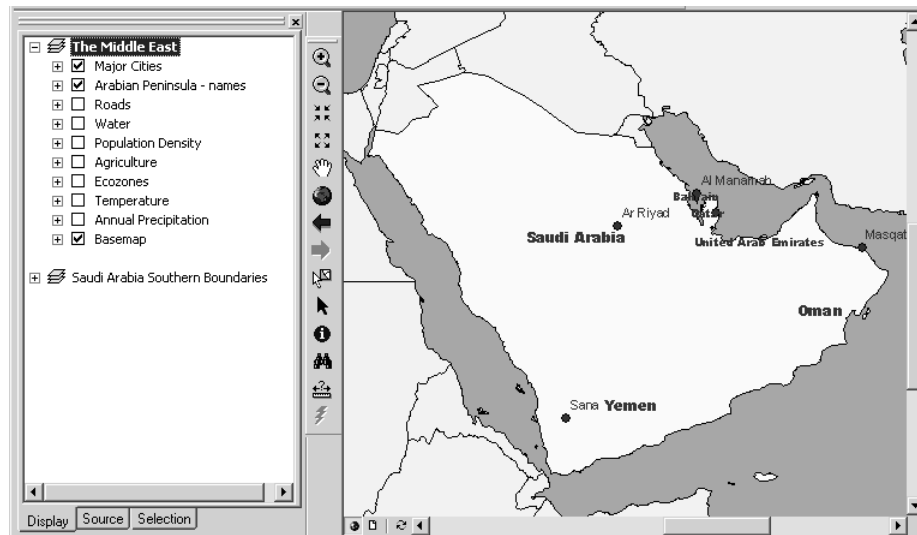 The Middle East
Major Cities
Arabian Peninsula - names
Roads
Water
Population Density
Agriculture
Ecozones
Temperature
Annual Precipitation
Basemap
Saudi Arabia Southern Boundaries
Display Source Selection
Al Manamah
Bahrain
Ar Riyad
Qatar
Saudi Arabia
United Arab Emirates
Masqat
Oman
Sana Yemen